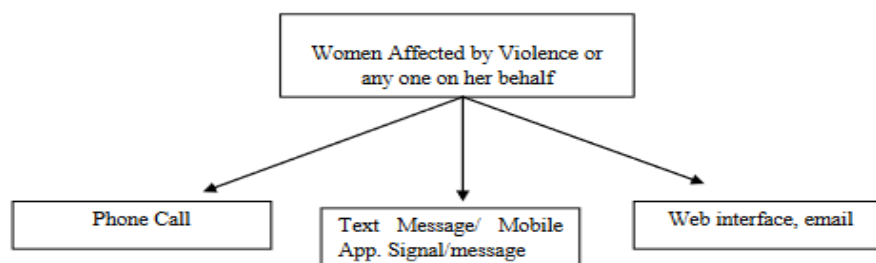 Women Affected by Violence or
any one on her behalf
Phone Call
Text Message/ Mobile
App. Signal/message
Web interface, email